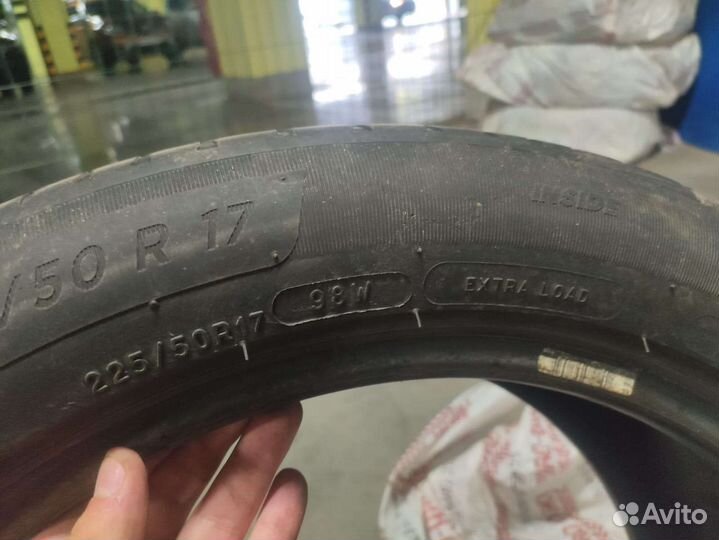 /50 R 17
INSIDE
225/50R17
98W
EXTRA LOAD
Avito